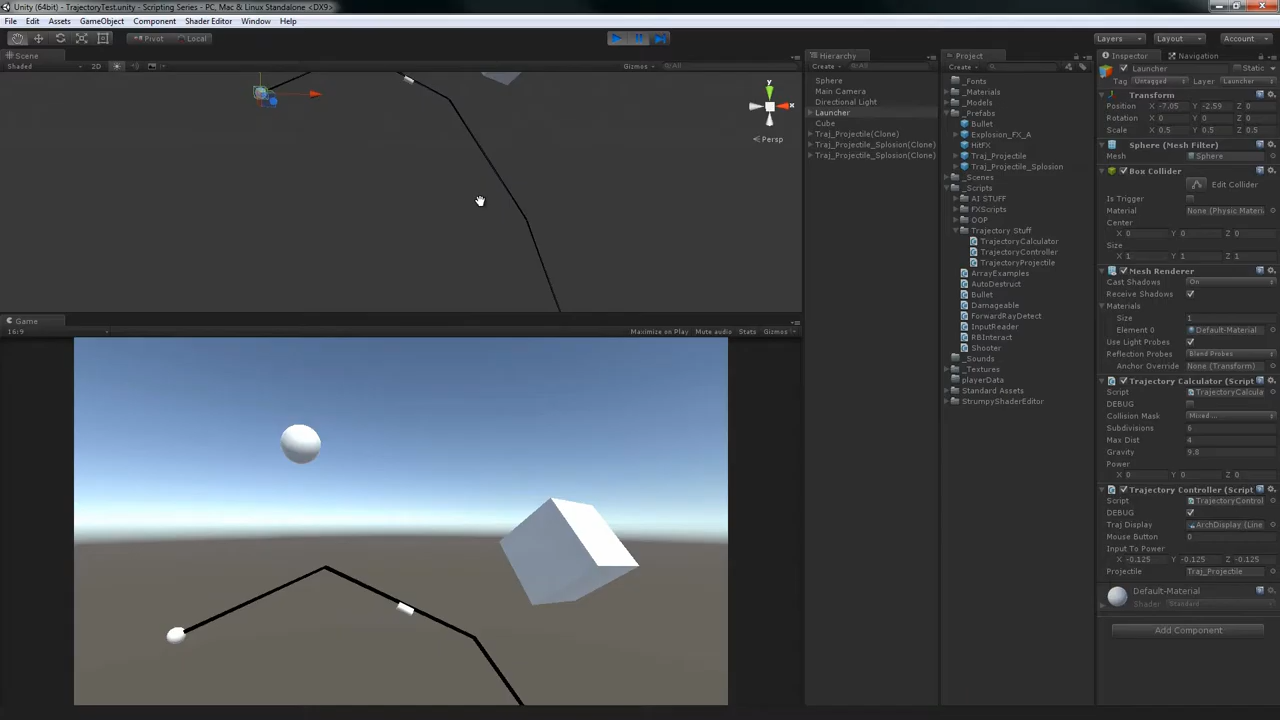 Unity (64bit) - TrajectoryTest.unity - Scripting Series - PC, Mac & Linux Standalone <DX9>
File Edit Assets GameObject Component Shader Editor Window Help
Pivot Local Layers Layout Account
Scene
Shaded 2D Gizmos All
y
x
Persp
Game
16:9 Maximize on Play Mute audio Stats Gizmos
Hierarchy
Create All
Sphere
Main Camera
Directional Light
Launcher
Cube
Traj_Projectile(Clone)
Traj_Projectile_Splosion(Clone)
Traj_Projectile_Splosion(Clone)
Project
Create
_Fonts
_Materials
_Models
_Prefabs
Bullet
Explosion_FX_A
HitFX
Traj_Projectile
Traj_Projectile_Splosion
_Scenes
_Scripts
AI STUFF
FXScripts
OOP
Trajectory Stuff
TrajectoryCalculator
TrajectoryController
TrajectoryProjectile
ArrayExamples
AutoDestruct
Bullet
Damageable
ForwardRayDetect
InputReader
RBInteract
Shooter
_Sounds
_Textures
playerData
Standard Assets
StrumpyShaderEditor
Inspector Navigation
Launcher Static
Tag Untagged Layer Launcher
Transform
Position X -7.05 Y -2.59 Z 0
Rotation X 0 Y 0 Z 0
Scale X 0.5 Y 0.5 Z 0.5
Sphere (Mesh Filter)
Mesh Sphere
Box Collider
Edit Collider
Is Trigger
Material None (Physic Materi
Center
X 0 Y 0 Z 0
Size
X 1 Y 1 Z 1
Mesh Renderer
Cast Shadows On
Receive Shadows
Materials
Size 1
Element 0 Default-Material
Use Light Probes
Reflection Probes Blend Probes
Anchor Override None (Transform)
Trajectory Calculator (Script
Script TrajectoryCalcula
DEBUG
Collision Mask Mixed ...
Subdivisions 6
Max Dist 4
Gravity 9.8
Power
X 0 Y 0 Z 0
Trajectory Controller (Script
Script TrajectoryControl
DEBUG
Traj Display ArchDisplay (Line
Mouse Button 0
Input To Power
X -0.125 Y -0.125 Z -0.125
Projectile Traj_Projectile
Default-Material
Shader Standard
Add Component